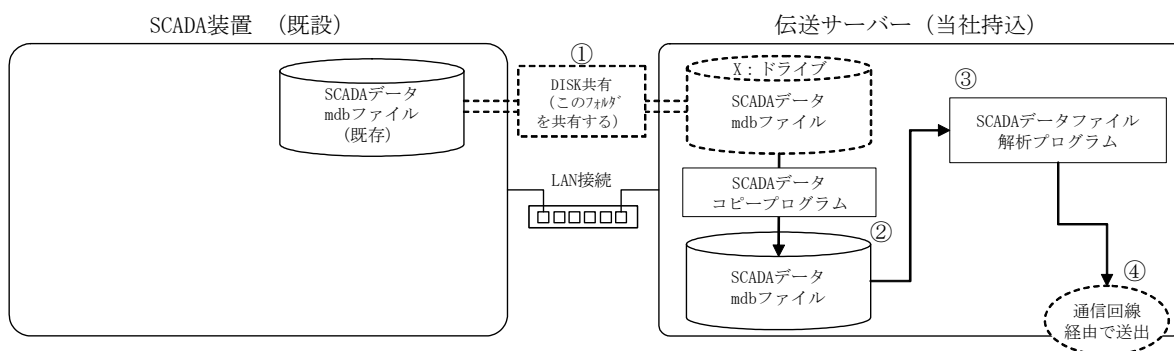 SCADA装置 (既設)
伝送サーバー (当社持込)
①
DISK共有
(このﾌｫﾙﾀﾞ
を共有する)
SCADAデータ
mdbファイル
(既存)
X：ドライブ
SCADAデータ
mdbファイル
③
SCADAデータファイル
解析プログラム
LAN接続
SCADAデータ
コピープログラム
②
SCADAデータ
mdbファイル
④
通信回線
経由で送出